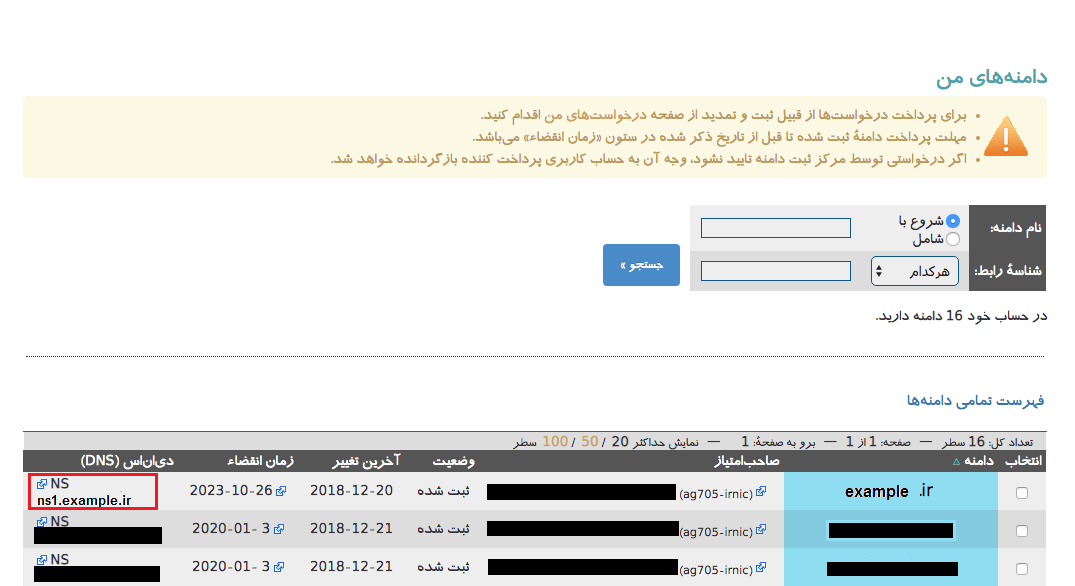 دامنه‌های من
• برای پرداخت درخواست‌ها از قبیل ثبت و تمدید از صفحه درخواست‌های من اقدام کنید.
• مهلت پرداخت دامنهٔ ثبت شده تا قبل از تاریخ ذکر شده در ستون «زمان انقضاء» می‌باشد.
• اگر درخواستی توسط مرکز ثبت دامنه تایید نشود، وجه آن به حساب کاربری پرداخت کننده بازگردانده خواهد شد.
نام دامنه:
شروع با
شامل
شناسهٔ رابط:
هرکدام
جستجو »
در حساب خود 16 دامنه دارید.
فهرست تمامی دامنه‌ها
تعداد کل: 16 سطر — صفحه: 1 از 1 — برو به صفحهٔ: 1 — نمایش حداکثر 20 / 50 / 100 سطر
انتخاب دامنه △ صاحب‌امتیاز وضعیت آخرین تغییر زمان انقضاء دی‌ان‌اس (DNS)
example .ir (ag705-irnic) ثبت شده 2018-12-20 2023-10-26 NS
ns1.example.ir
(ag705-irnic) ثبت شده 2018-12-21 2020-01- 3 NS
(ag705-irnic) ثبت شده 2018-12-21 2020-01- 3 NS